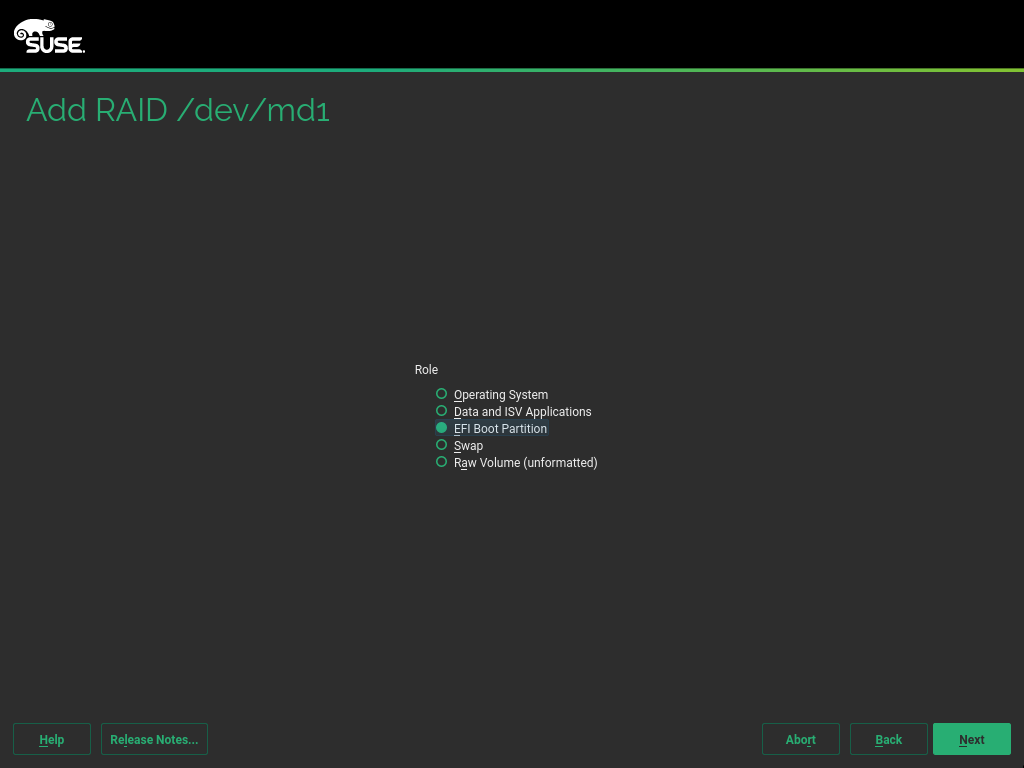 SUSE.
Add RAID /dev/md1
Role
Operating System
Data and ISV Applications
EFI Boot Partition
Swap
Raw Volume (unformatted)
Help
Release Notes...
Abort
Back
Next